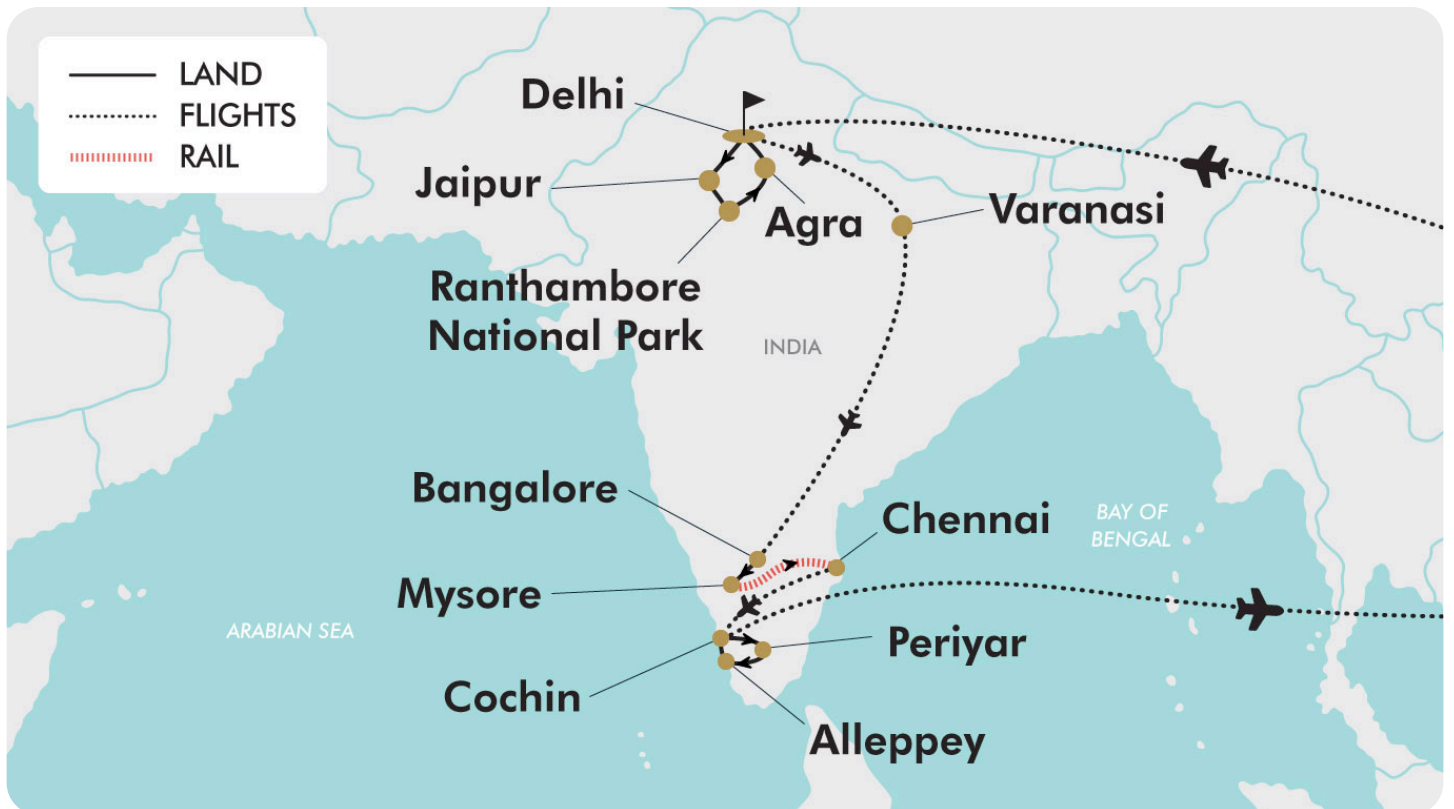 LAND
FLIGHTS
RAIL
Delhi
Jaipur
Agra
Varanasi
Ranthambore
National Park
INDIA
Bangalore
Chennai
BAY OF
BENGAL
Mysore
ARABIAN SEA
Periyar
Cochin
Alleppey